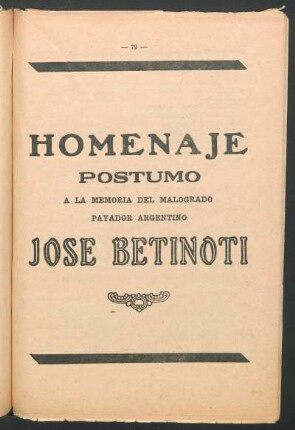 — 79 —
HOMENAJE
POSTUMO
A LA MEMORIA DEL MALOGRADO
PAYADOR ARGENTINO
JOSE BETINOTI